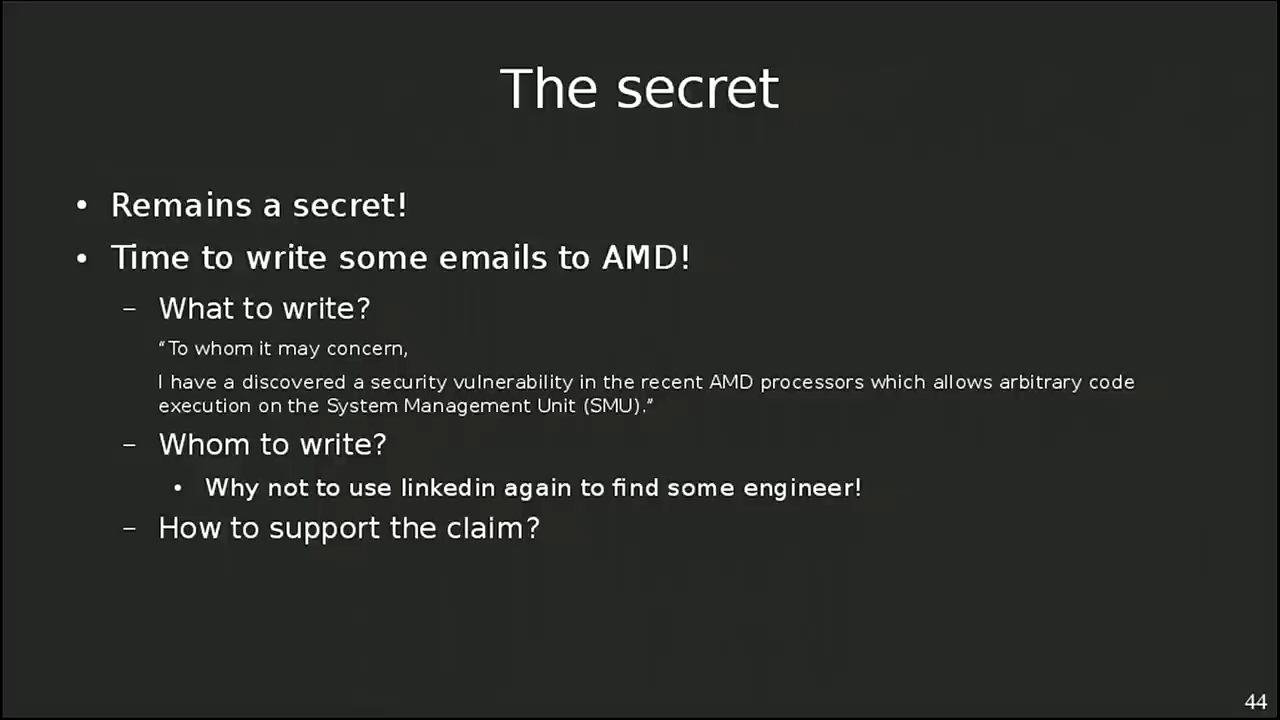 The secret
• Remains a secret!
• Time to write some emails to AMD!
– What to write?
“To whom it may concern,
I have a discovered a security vulnerability in the recent AMD processors which allows arbitrary code
execution on the System Management Unit (SMU).”
– Whom to write?
• Why not to use linkedin again to find some engineer!
– How to support the claim?
44